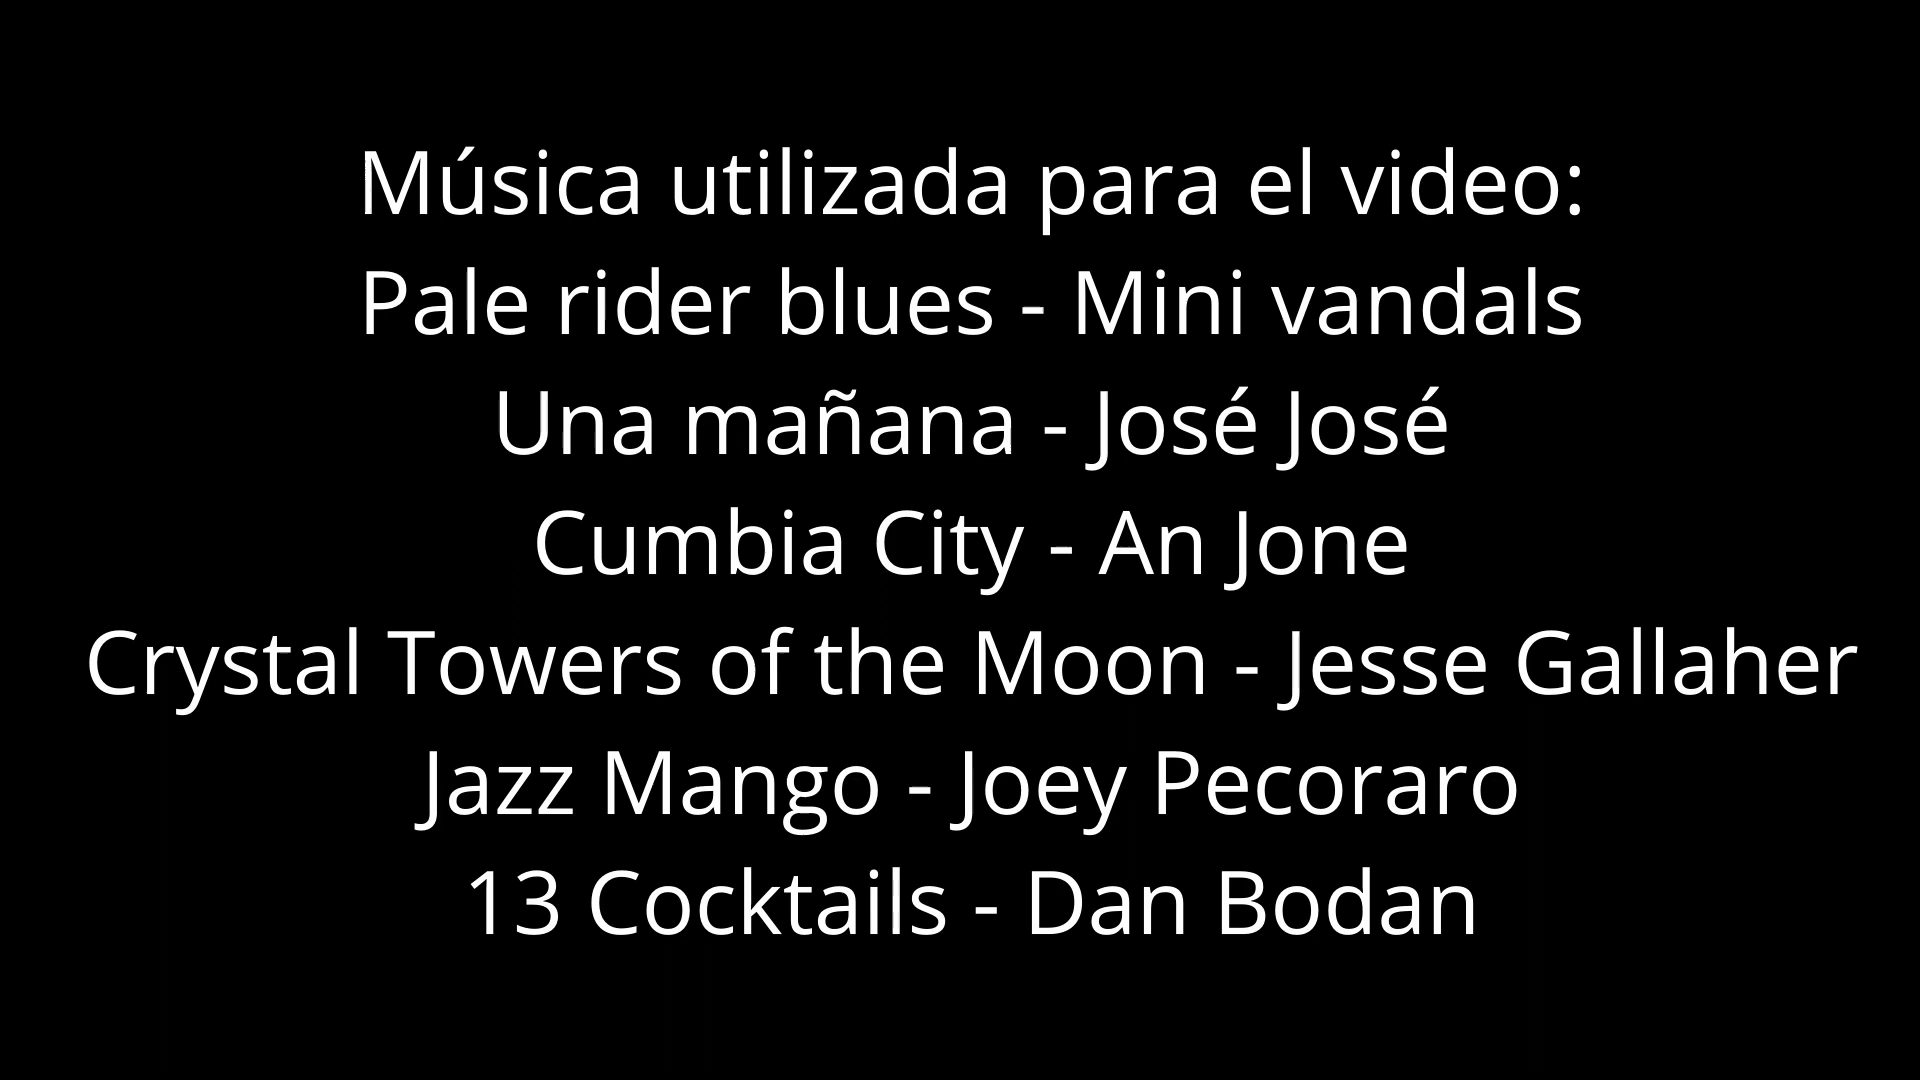 Música utilizada para el video:
Pale rider blues - Mini vandals
Una mañana - José José
Cumbia City - An Jone
Crystal Towers of the Moon - Jesse Gallaher
Jazz Mango - Joey Pecoraro
13 Cocktails - Dan Bodan